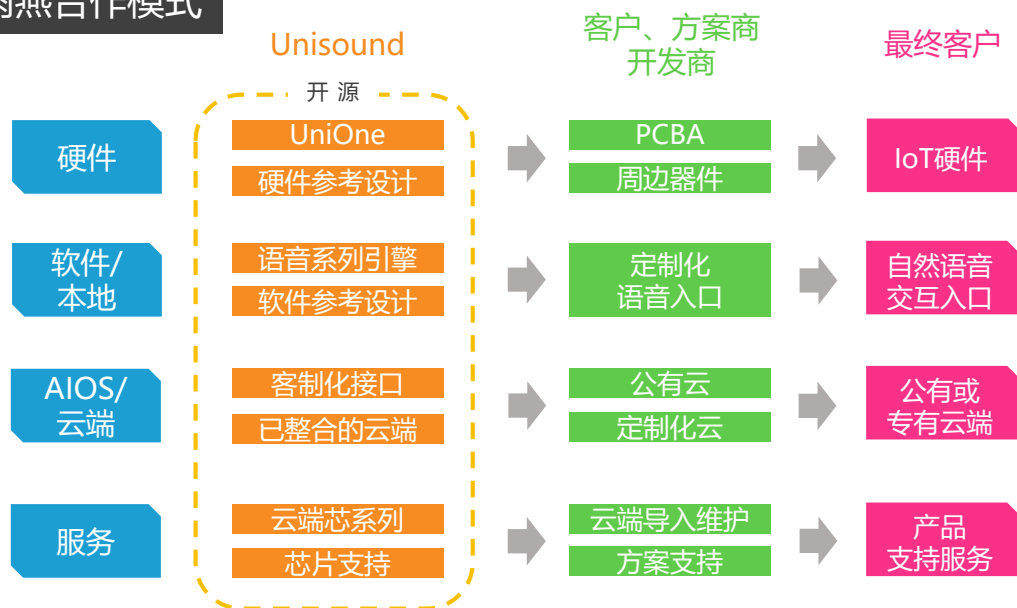 燕合作模式
Unisound
客户、方案商
开发商
最终客户
开源
硬件
UniOne
硬件参考设计
PCBA
周边器件
IoT硬件
软件/
本地
语音系列引擎
软件参考设计
定制化
语音入口
自然语音
交互入口
AIOS/
云端
客制化接口
已整合的云端
公有云
定制化云
公有或
专有云端
服务
云端芯系列
芯片支持
云端导入维护
方案支持
产品
支持服务